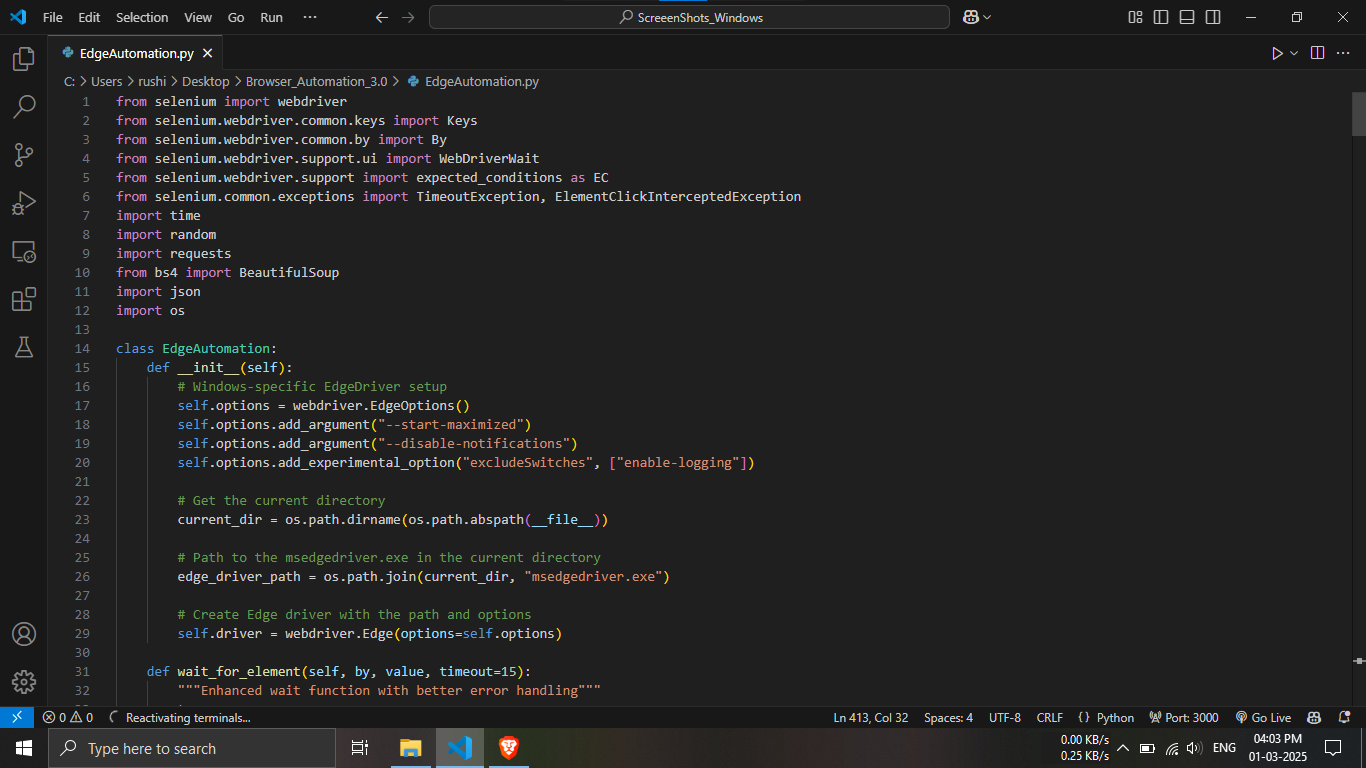 File Edit Selection View Go Run ··· ScreeenShots_Windows
EdgeAutomation.py
C: > Users > rushi > Desktop > Browser_Automation_3.0 > EdgeAutomation.py
1 from selenium import webdriver
2 from selenium.webdriver.common.keys import Keys
3 from selenium.webdriver.common.by import By
4 from selenium.webdriver.support.ui import WebDriverWait
5 from selenium.webdriver.support import expected_conditions as EC
6 from selenium.common.exceptions import TimeoutException, ElementClickInterceptedException
7 import time
8 import random
9 import requests
10 from bs4 import BeautifulSoup
11 import json
12 import os
13
14 class EdgeAutomation:
15     def __init__(self):
16         # Windows-specific EdgeDriver setup
17         self.options = webdriver.EdgeOptions()
18         self.options.add_argument("--start-maximized")
19         self.options.add_argument("--disable-notifications")
20         self.options.add_experimental_option("excludeSwitches", ["enable-logging"])
21
22         # Get the current directory
23         current_dir = os.path.dirname(os.path.abspath(__file__))
24
25         # Path to the msedgedriver.exe in the current directory
26         edge_driver_path = os.path.join(current_dir, "msedgedriver.exe")
27
28         # Create Edge driver with the path and options
29         self.driver = webdriver.Edge(options=self.options)
30
31     def wait_for_element(self, by, value, timeout=15):
32         """Enhanced wait function with better error handling"""
0 0 Reactivating terminals... Ln 413, Col 32 Spaces: 4 UTF-8 CRLF {} Python Port: 3000 Go Live
Type here to search
0.00 KB/s
0.25 KB/s
ENG
04:03 PM
01-03-2025